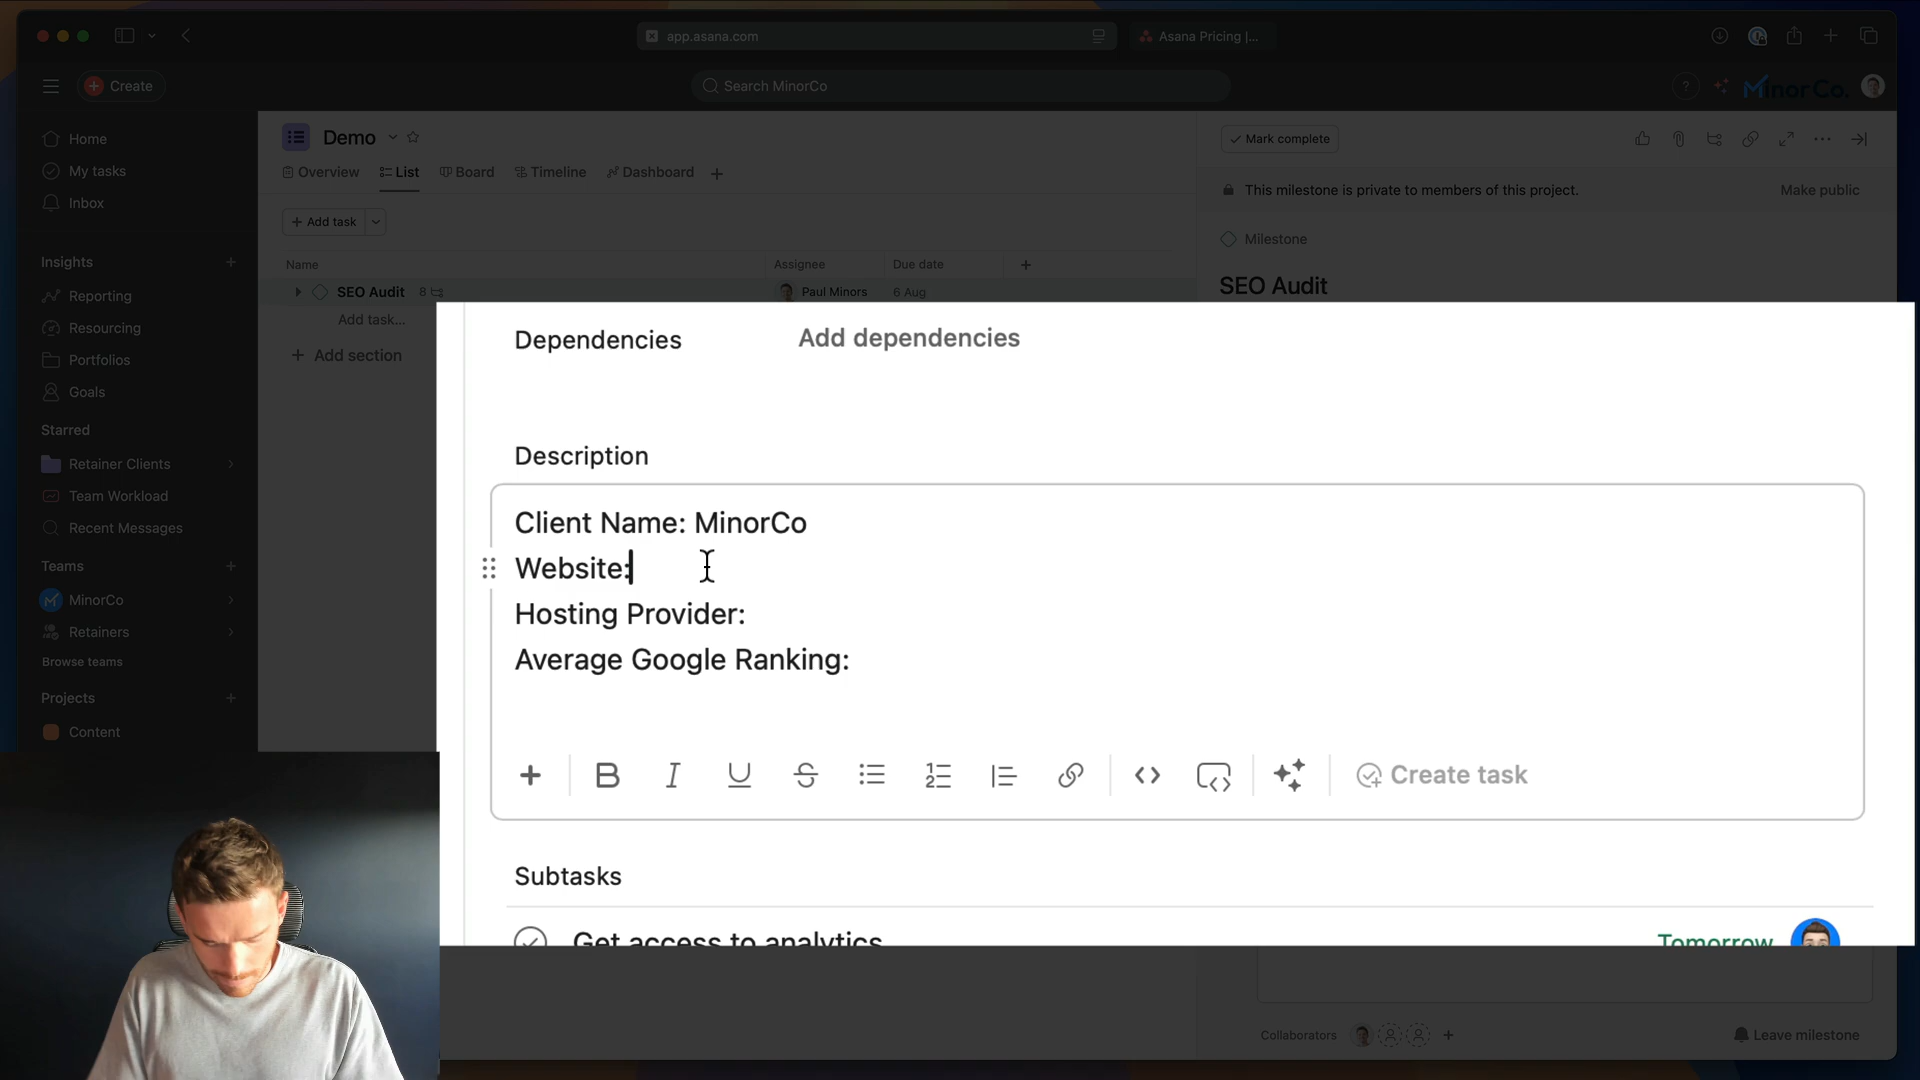 app.asana.com
Asana Pricing |...
Create
Search MinorCo
?
MinorCo.
Home
My tasks
Inbox
Insights
Reporting
Resourcing
Portfolios
Goals
Starred
Retainer Clients
Team Workload
Recent Messages
Teams
MinorCo
Retainers
Browse teams
Projects
Content
Demo
Overview
List
Board
Timeline
Dashboard
Add task
Name
Assignee
Due date
SEO Audit 8
Paul Minors
6 Aug
Add task...
Add section
Mark complete
This milestone is private to members of this project.
Make public
Milestone
SEO Audit
Dependencies
Add dependencies
Description
Client Name: MinorCo
Website:
Hosting Provider:
Average Google Ranking:
Create task
Subtasks
Get access to analytics
Tomorrow
Collaborators
Leave milestone